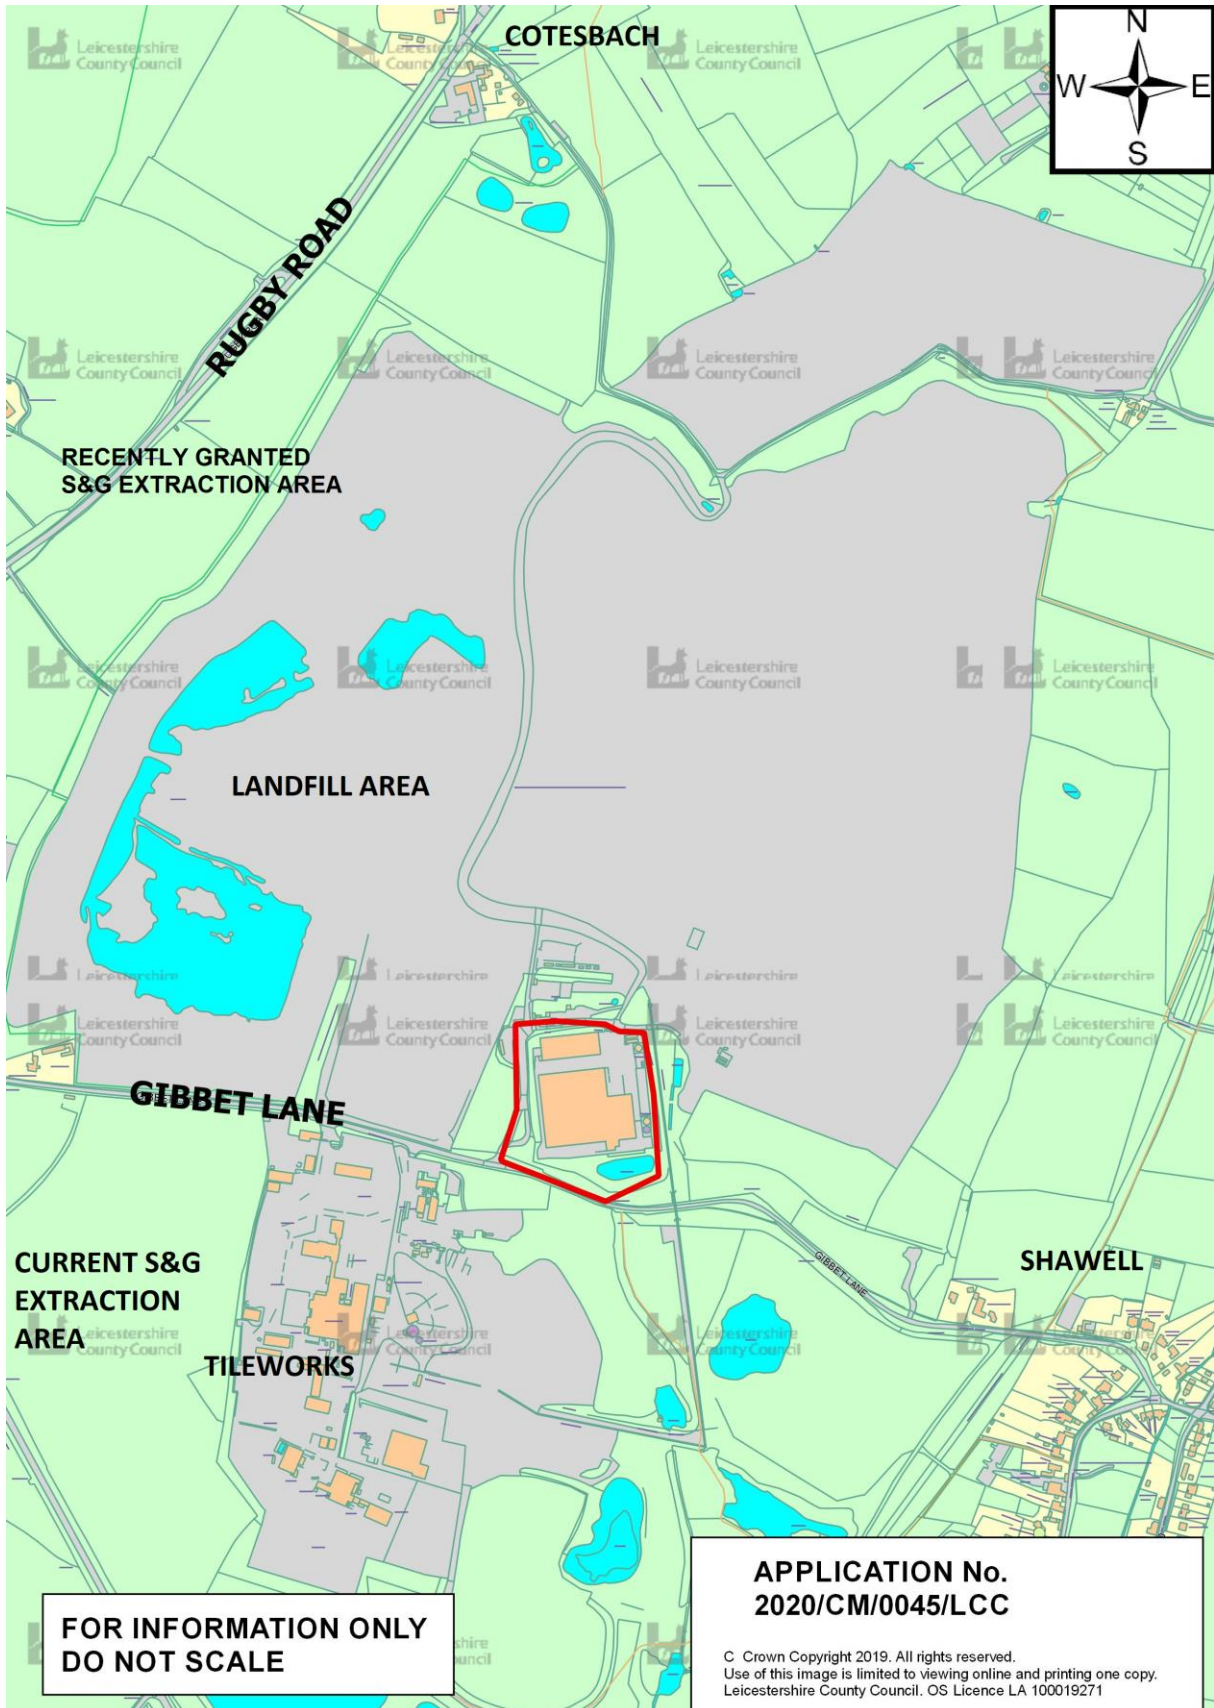 COTESBACH
N
W E
S
RUGBY ROAD
RECENTLY GRANTED
S&G EXTRACTION AREA
LANDFILL AREA
GIBBET LANE
CURRENT S&G
EXTRACTION
AREA
TILEWORKS
GIBBET LANE
SHAWELL
FOR INFORMATION ONLY
DO NOT SCALE
APPLICATION No.
2020/CM/0045/LCC
C Crown Copyright 2019. All rights reserved.
Use of this image is limited to viewing online and printing one copy.
Leicestershire County Council. OS Licence LA 100019271
Leicestershire
County Council